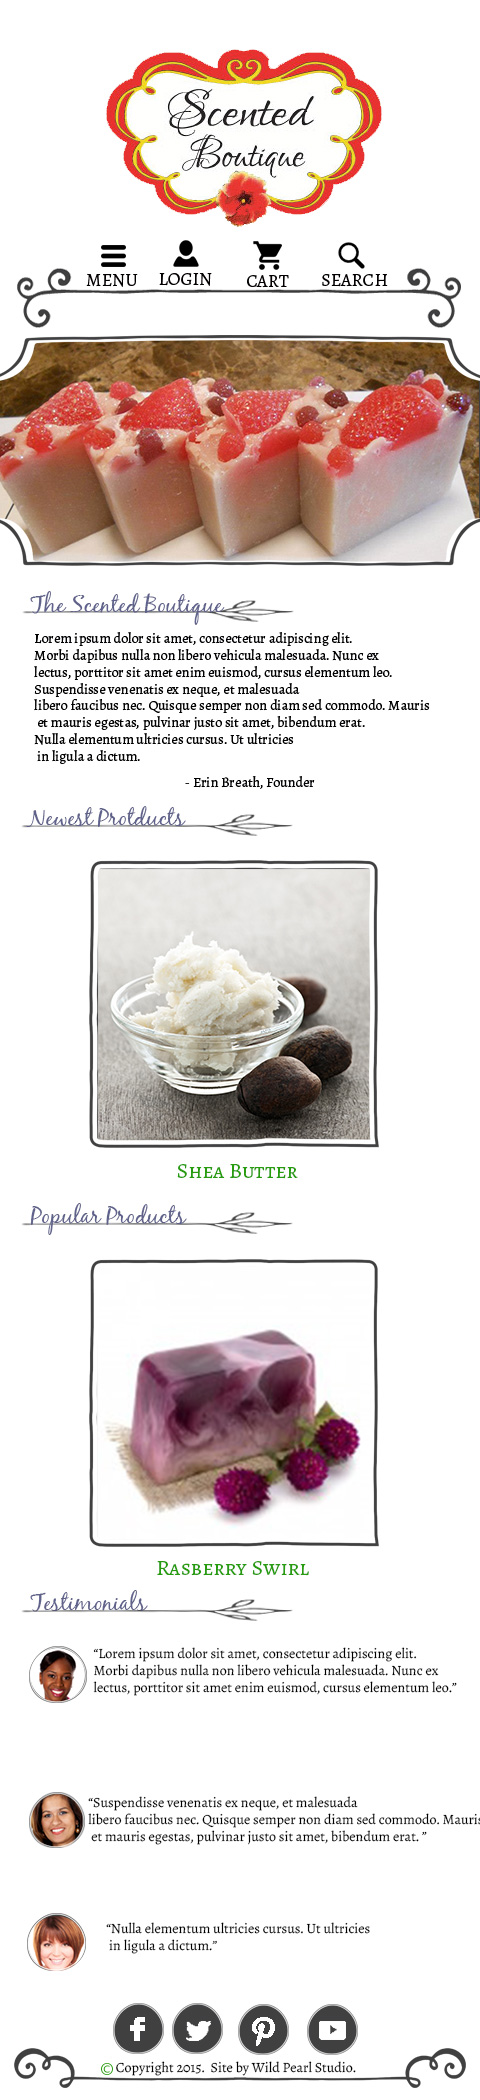 Scented
Boutique
MENU LOGIN CART SEARCH
The Scented Boutique
Lorem ipsum dolor sit amet, consectetur adipiscing elit.
Morbi dapibus nulla non libero vehicula malesuada. Nunc ex
lectus, porttitor sit amet enim euismod, cursus elementum leo.
Suspendisse venenatis ex neque, et malesuada
libero faucibus nec. Quisque semper non diam sed commodo. Mauris
et mauris egestas, pulvinar justo sit amet, bibendum erat.
Nulla elementum ultricies cursus. Ut ultricies
in ligula a dictum.
- Erin Breath, Founder
Newest Protducts
Shea Butter
Popular Products
Rasberry Swirl
Testimonials
“Lorem ipsum dolor sit amet, consectetur adipiscing elit.
Morbi dapibus nulla non libero vehicula malesuada. Nunc ex
lectus, porttitor sit amet enim euismod, cursus elementum leo.”
“Suspendisse venenatis ex neque, et malesuada
libero faucibus nec. Quisque semper non diam sed commodo. Mauris
et mauris egestas, pulvinar justo sit amet, bibendum erat. ”
“Nulla elementum ultricies cursus. Ut ultricies
in ligula a dictum.”
© Copyright 2015. Site by Wild Pearl Studio.